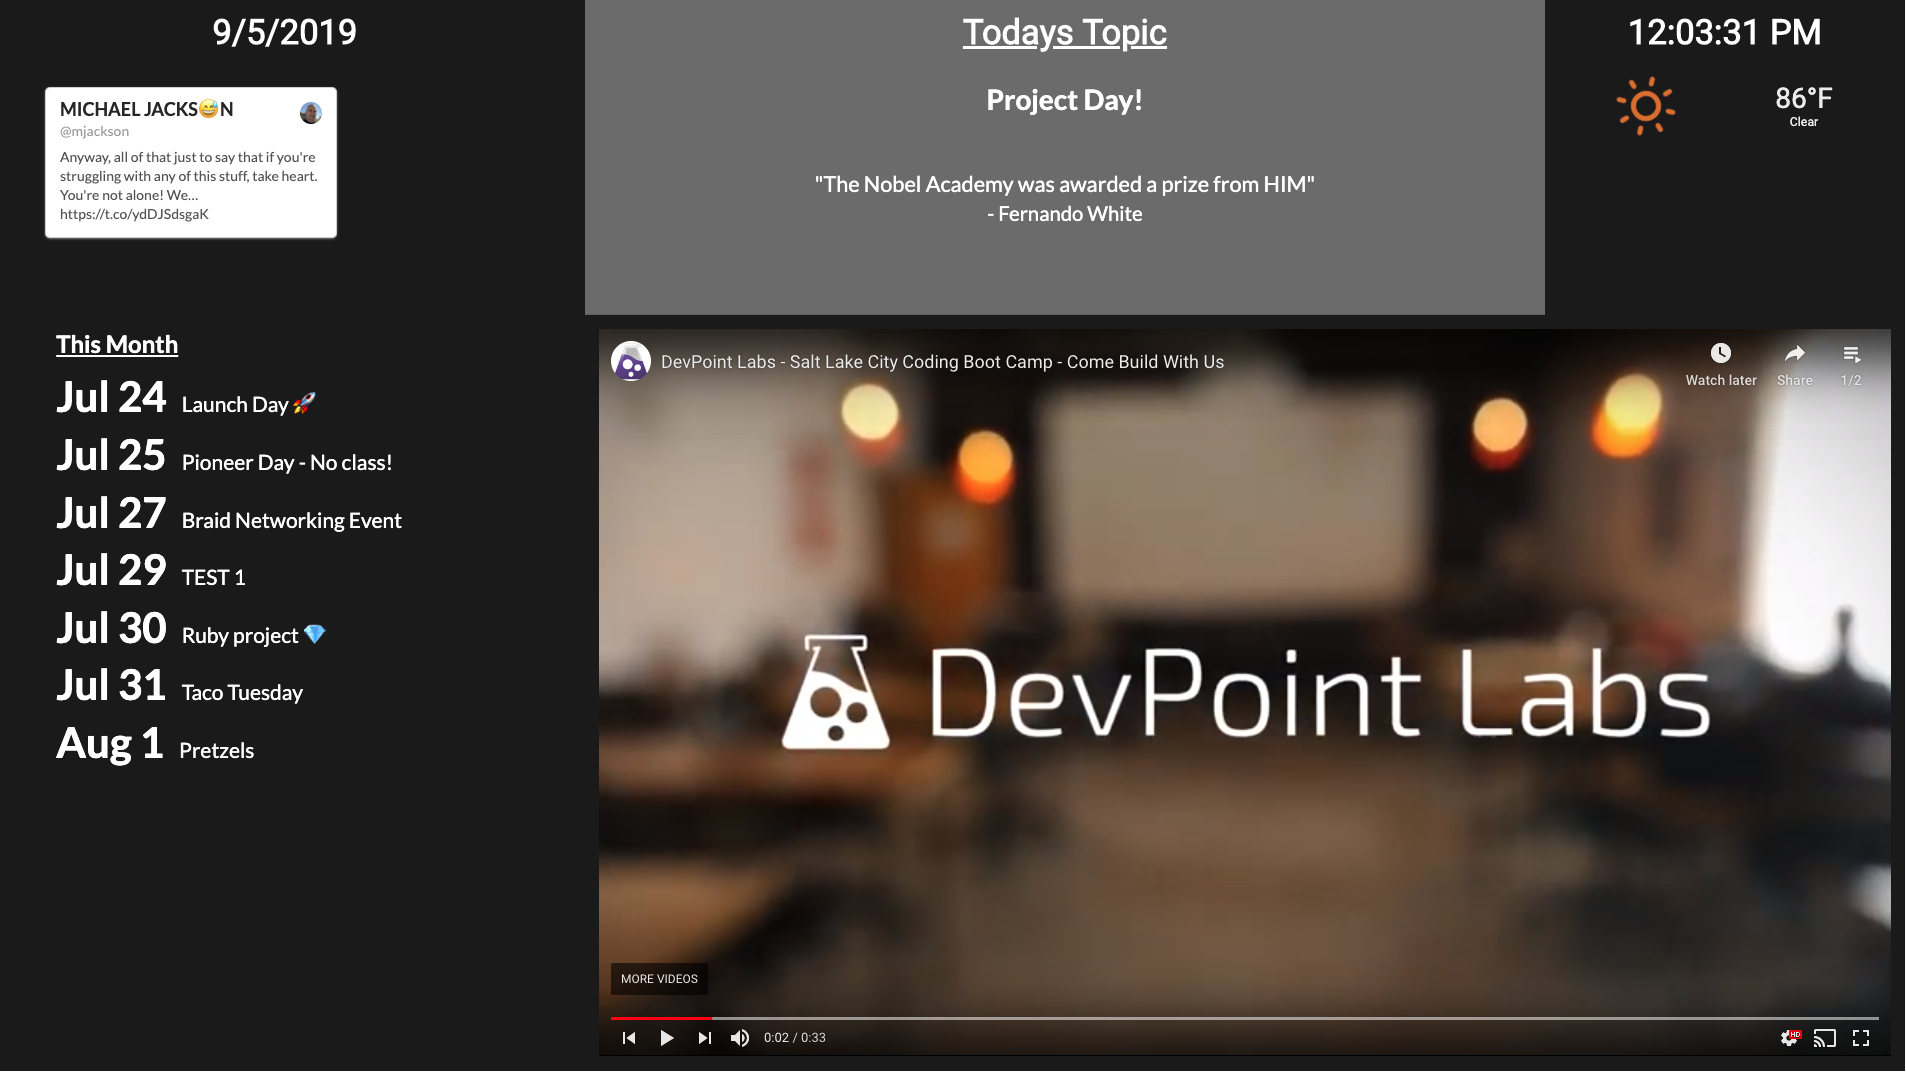 9/5/2019
MICHAEL JACKS😅N
@mjackson
Anyway, all of that just to say that if you're
struggling with any of this stuff, take heart.
You're not alone! We…
https://t.co/ydDJSdsgaK
Todays Topic
Project Day!
"The Nobel Academy was awarded a prize from HIM"
- Fernando White
12:03:31 PM
86°F
Clear
This Month
Jul 24 Launch Day 🚀
Jul 25 Pioneer Day - No class!
Jul 27 Braid Networking Event
Jul 29 TEST 1
Jul 30 Ruby project 💎
Jul 31 Taco Tuesday
Aug 1 Pretzels
DevPoint Labs - Salt Lake City Coding Boot Camp - Come Build With Us
Watch later
Share
1/2
DevPoint Labs
MORE VIDEOS
0:02 / 0:33
HD